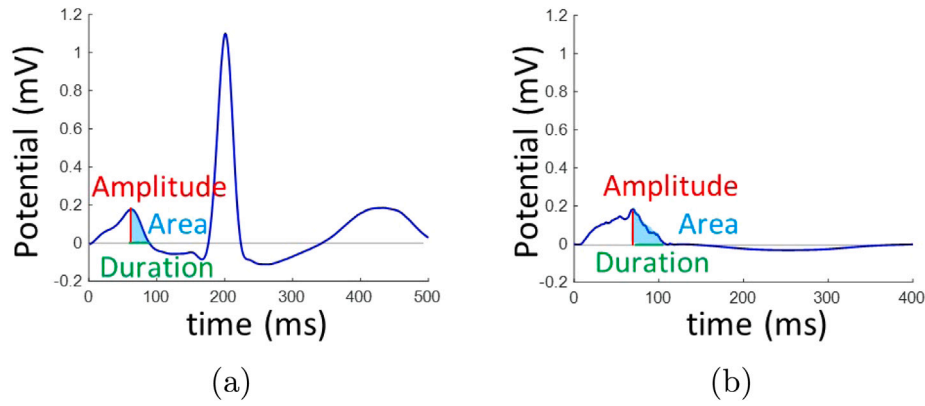 Potential (mV)
1.2
1
0.8
0.6
0.4
0.2
0
-0.2
Amplitude
Area
Duration
0
100
200
300
400
500
time (ms)
(a)
Potential (mV)
1.2
1
0.8
0.6
0.4
0.2
0
-0.2
Amplitude
Area
Duration
0
100
200
300
400
time (ms)
(b)